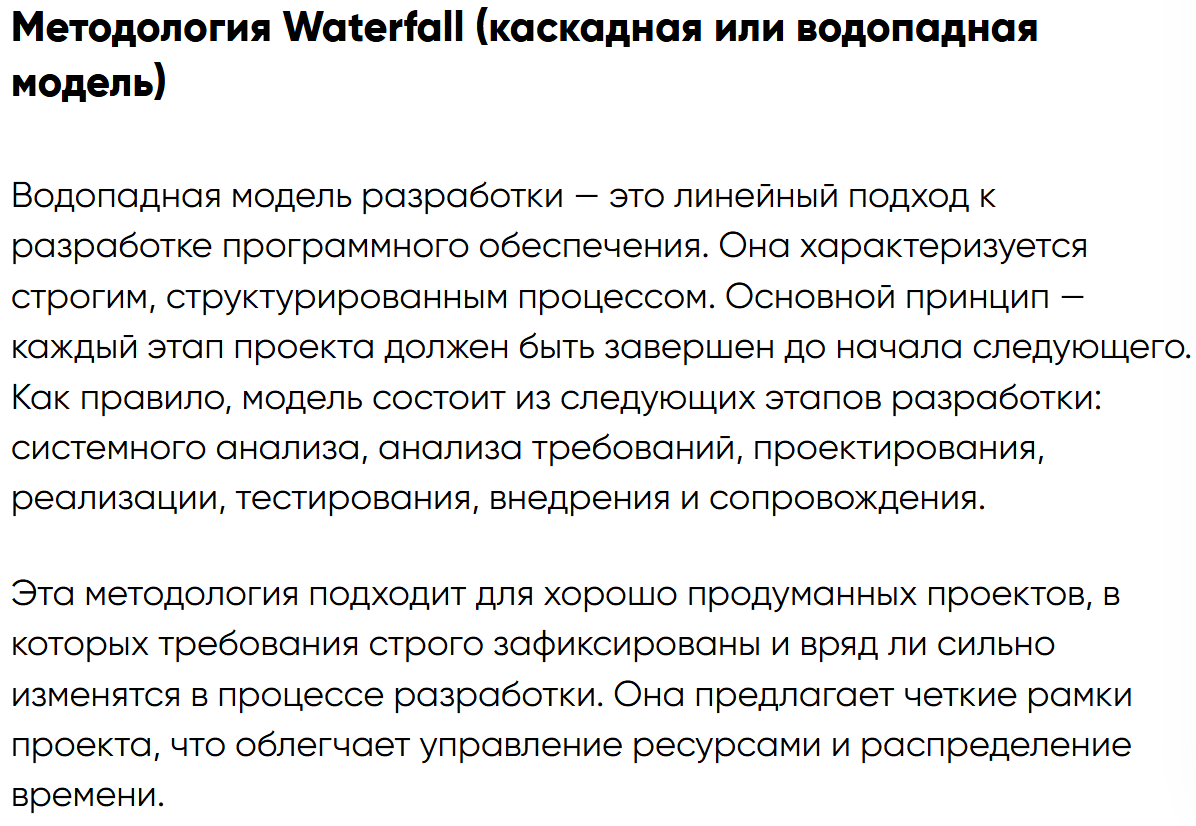 Методология Waterfall (каскадная или водопадная
модель)
Водопадная модель разработки — это линейный подход к
разработке программного обеспечения. Она характеризуется
строгим, структурированным процессом. Основной принцип —
каждый этап проекта должен быть завершен до начала следующего.
Как правило, модель состоит из следующих этапов разработки:
системного анализа, анализа требований, проектирования,
реализации, тестирования, внедрения и сопровождения.
Эта методология подходит для хорошо продуманных проектов, в
которых требования строго зафиксированы и вряд ли сильно
изменятся в процессе разработки. Она предлагает четкие рамки
проекта, что облегчает управление ресурсами и распределение
времени.